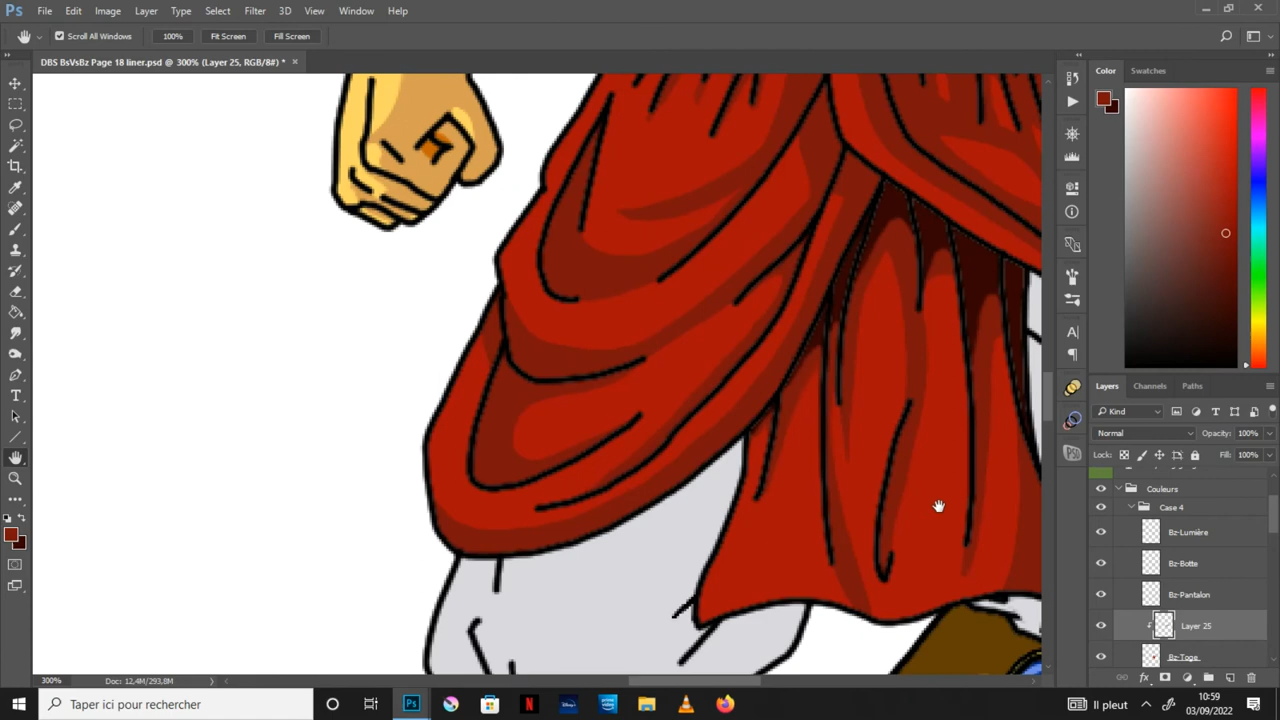 Ps File Edit Image Layer Type Select Filter 3D View Window Help
Scroll All Windows 100% Fit Screen Fill Screen
DBS BsVsBz Page 18 liner.psd @ 300% (Layer 25, RGB/8#) *
Color Swatches
Layers Channels Paths
Kind
Normal Opacity: 100%
Lock: Fill: 100%
Couleurs
Case 4
Bz-Lumière
Bz-Botte
Bz-Pantalon
Layer 25
Bz-Toge
300% Doc: 12,4M/293,8M
Taper ici pour rechercher
Il pleut
10:59
03/09/2022